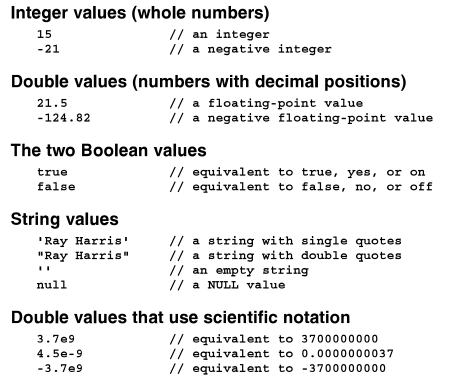 Integer values (whole numbers)
15 // an integer
-21 // a negative integer
Double values (numbers with decimal positions)
21.5 // a floating-point value
-124.82 // a negative floating-point value
The two Boolean values
true // equivalent to true, yes, or on
false // equivalent to false, no, or off
String values
'Ray Harris' // a string with single quotes
"Ray Harris" // a string with double quotes
'' // an empty string
null // a NULL value
Double values that use scientific notation
3.7e9 // equivalent to 3700000000
4.5e-9 // equivalent to 0.0000000037
-3.7e9 // equivalent to -3700000000